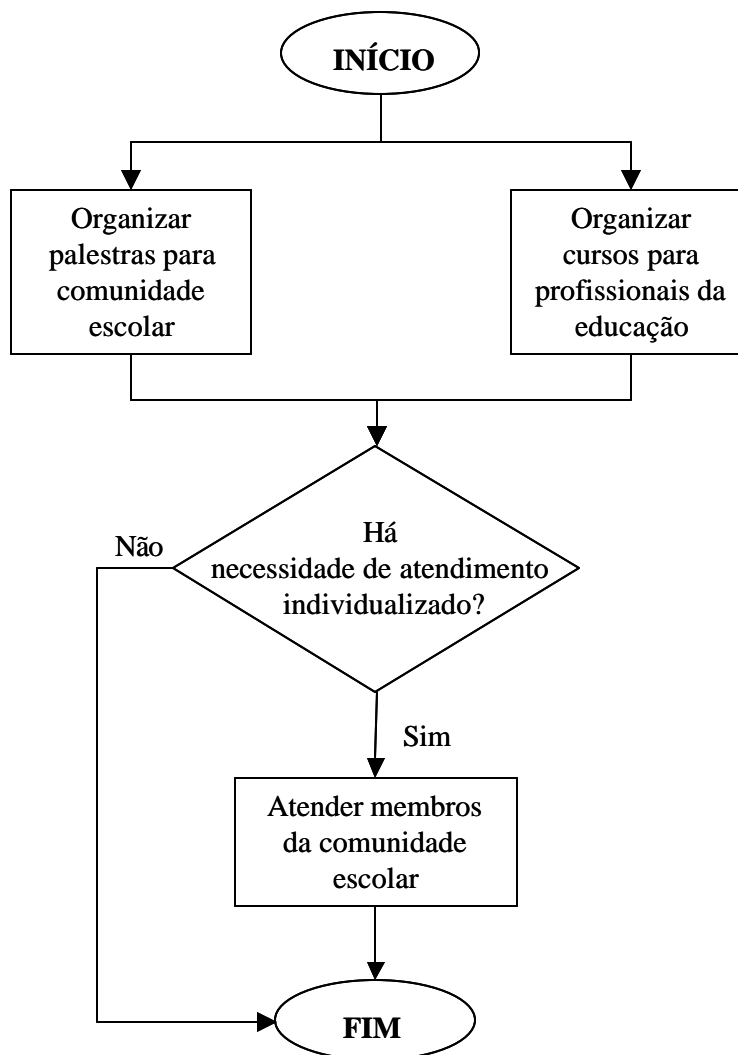 INÍCIO
Organizar
palestras para
comunidade
escolar
Organizar
cursos para
profissionais da
educação
Há
necessidade de atendimento
individualizado?
Não
Sim
Atender membros
da comunidade
escolar
FIM